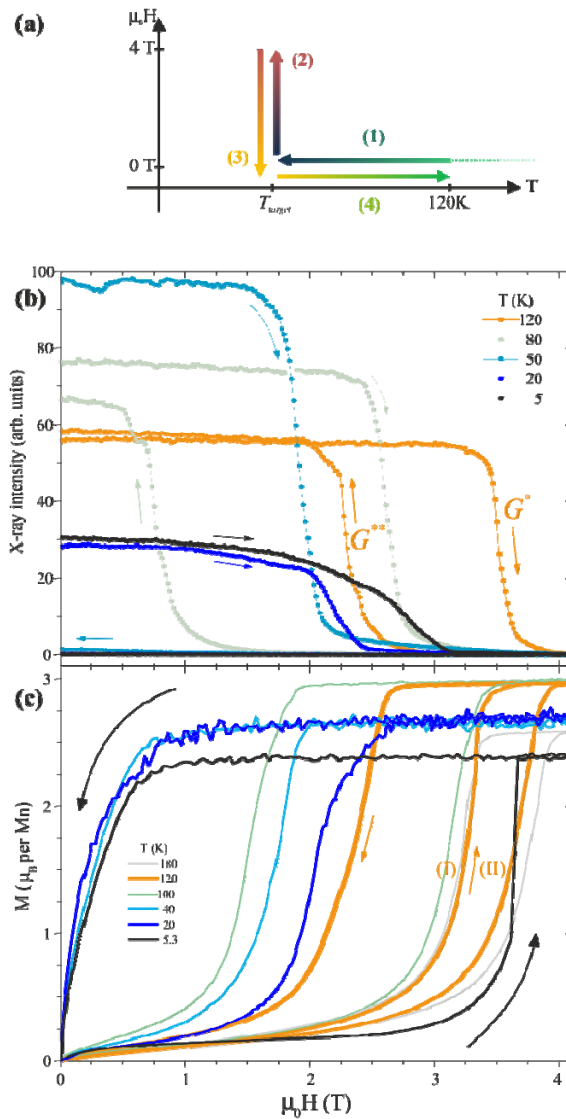 (a)
μ₀H
4 T
(2)
(1)
(3)
0 T
T
(4)
T target
120K
(b)
100
80
60
40
20
0
X-ray intensity (arb. units)
T (K)
120
80
50
20
5
G*
G**
(c)
3
2
1
0
M (μB per Mn)
T (K)
180
120
100
40
20
5.3
(I)
(II)
0
1
2
3
4
μ₀H (T)